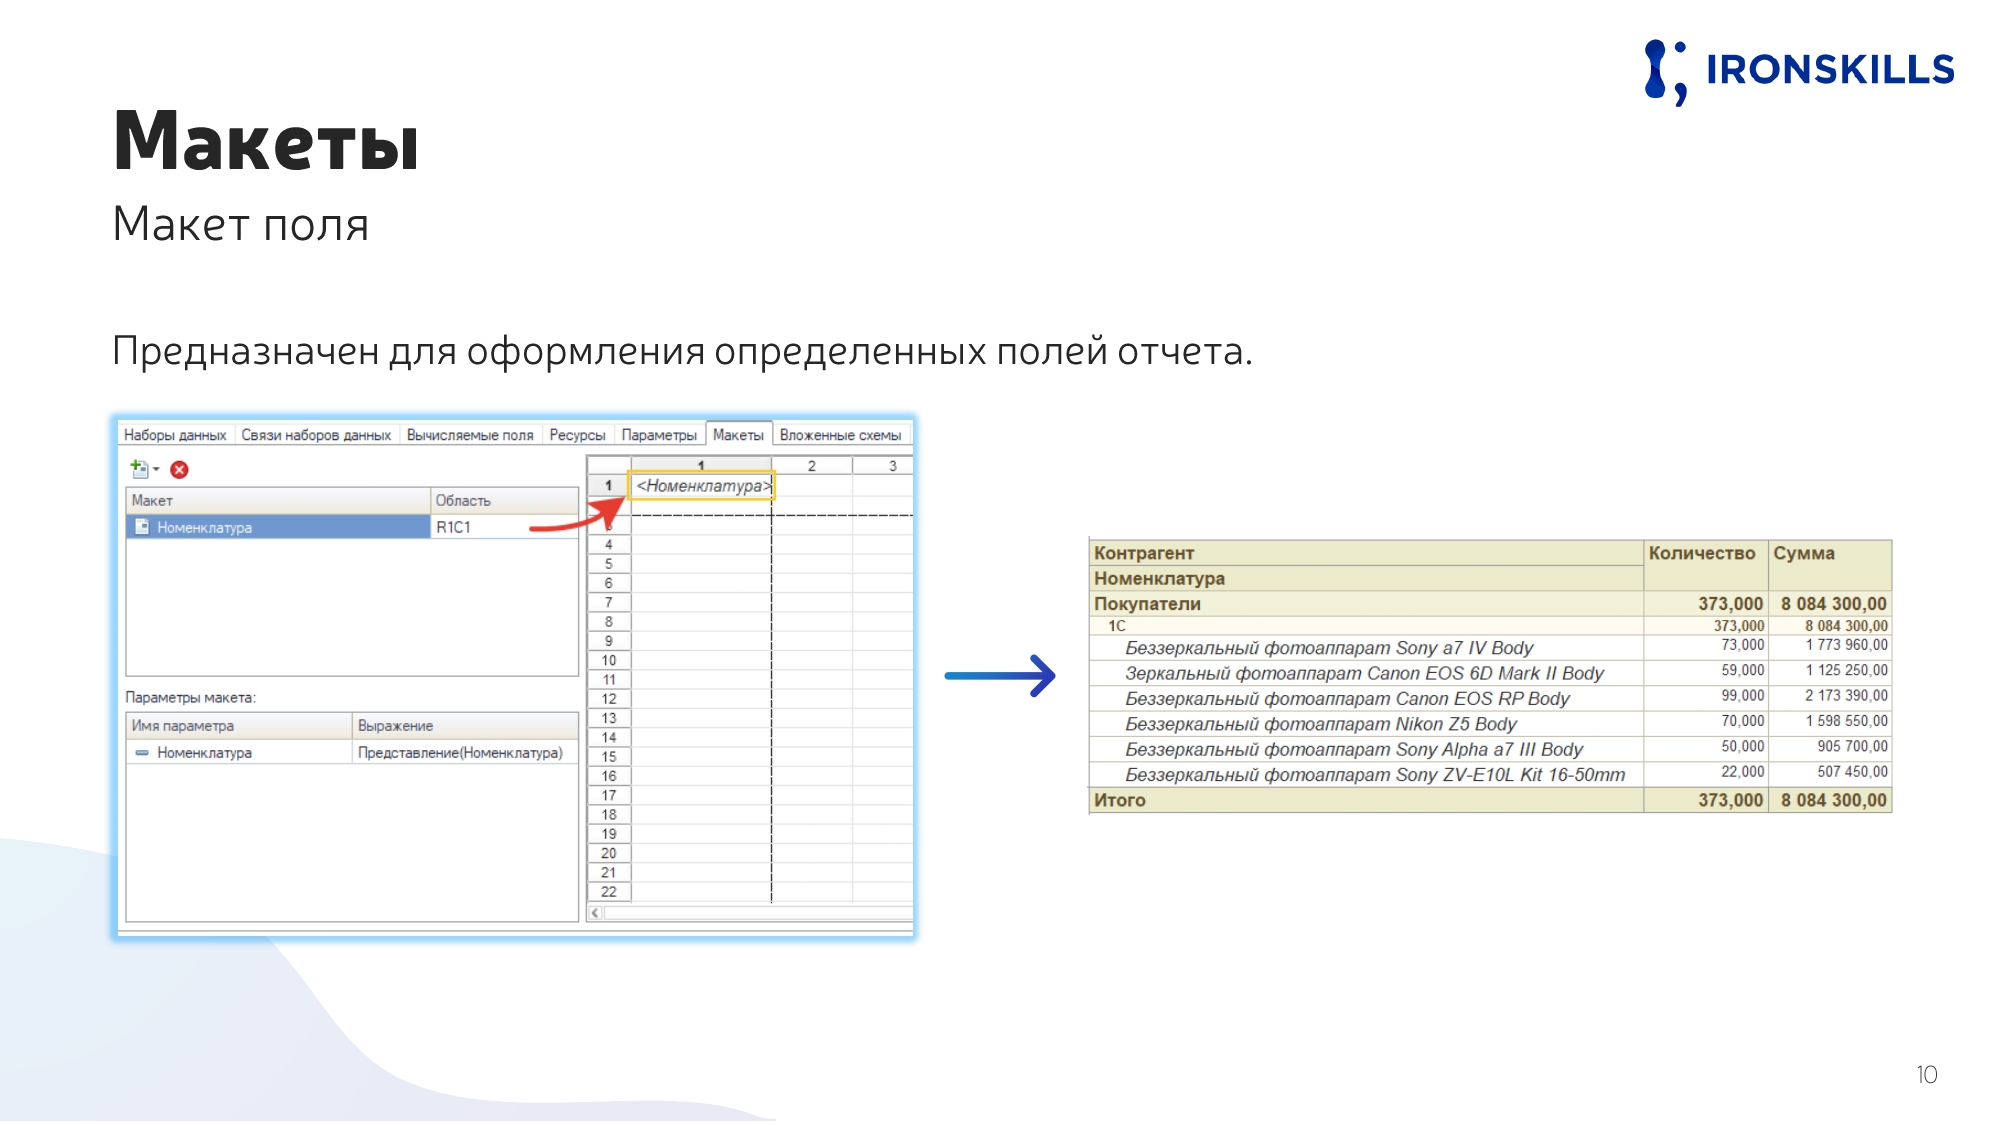 IRONSKILLS
Макеты
Макет поля
Предназначен для оформления определенных полей отчета.
Наборы данных Связи наборов данных Вычисляемые поля Ресурсы Параметры Макеты Вложенные схемы
1 2 3
Макет Область
1 <Номенклатура>
Номенклатура R1C1
4
5
6
7
8
9
10
11
12
13
14
15
16
17
18
19
20
21
22
Параметры макета:
Имя параметра Выражение
Номенклатура Представление(Номенклатура)
Контрагент Количество Сумма
Номенклатура
Покупатели 373,000 8 084 300,00
1С 373,000 8 084 300,00
Беззеркальный фотоаппарат Sony a7 IV Body 73,000 1 773 960,00
Зеркальный фотоаппарат Canon EOS 6D Mark II Body 59,000 1 125 250,00
Беззеркальный фотоаппарат Canon EOS RP Body 99,000 2 173 390,00
Беззеркальный фотоаппарат Nikon Z5 Body 70,000 1 598 550,00
Беззеркальный фотоаппарат Sony Alpha a7 III Body 50,000 905 700,00
Беззеркальный фотоаппарат Sony ZV-E10L Kit 16-50mm 22,000 507 450,00
Итого 373,000 8 084 300,00
10